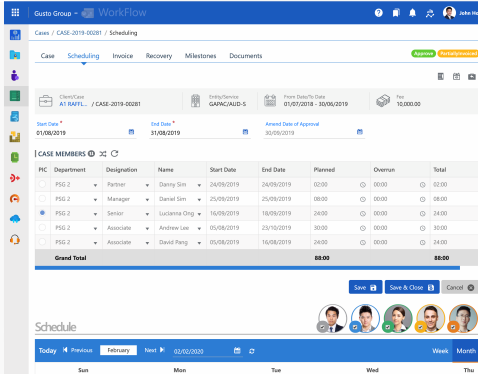 Gusto Group WorkFlow John Ho
Cases / CASE-2019-00281 / Scheduling
Case Scheduling Invoice Recovery Milestones Documents Approve PartiallyInvoiced
Client/Case Entity/Service From Date/To Date Fee
A1 RAFFL... / CASE-2019-00281 GAPAC/AUD-S 01/07/2018 - 30/06/2019 10,000.00
Start Date * End Date * Amend Date of Approval
01/08/2019 31/08/2019 30/09/2019
CASE MEMBERS
PIC Department Designation Name Start Date End Date Planned Overrun Total
PSG 2 Partner Danny Sim 24/09/2019 24/09/2019 02:00 00:00 02:00
PSG 2 Manager Daniel Sim 25/09/2019 25/09/2019 08:00 00:00 08:00
PSG 2 Senior Lucianna Ong 16/09/2019 18/09/2019 24:00 00:00 24:00
PSG 2 Associate Andrew Lee 05/08/2019 23/10/2019 30:00 00:00 30:00
PSG 2 Associate David Pang 05/08/2019 16/08/2019 24:00 00:00 24:00
Grand Total 88:00 88:00
Save Save & Close Cancel
Schedule
Today Previous February Next 02/02/2020 Week Month
Sun Mon Tue Wed Thu